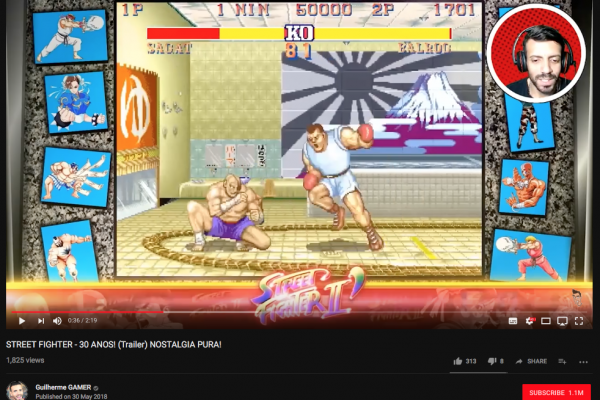 1P 1 MIN 50000 2P 1701
KO
SAGAT 81 BALROG
STREET
FIGHTER II'
0:36 / 2:19
STREET FIGHTER - 30 ANOS! (Trailer) NOSTALGIA PURA!
1,825 views
313 8 SHARE
Guilherme GAMER
Published on 30 May 2018
SUBSCRIBE 1.1M